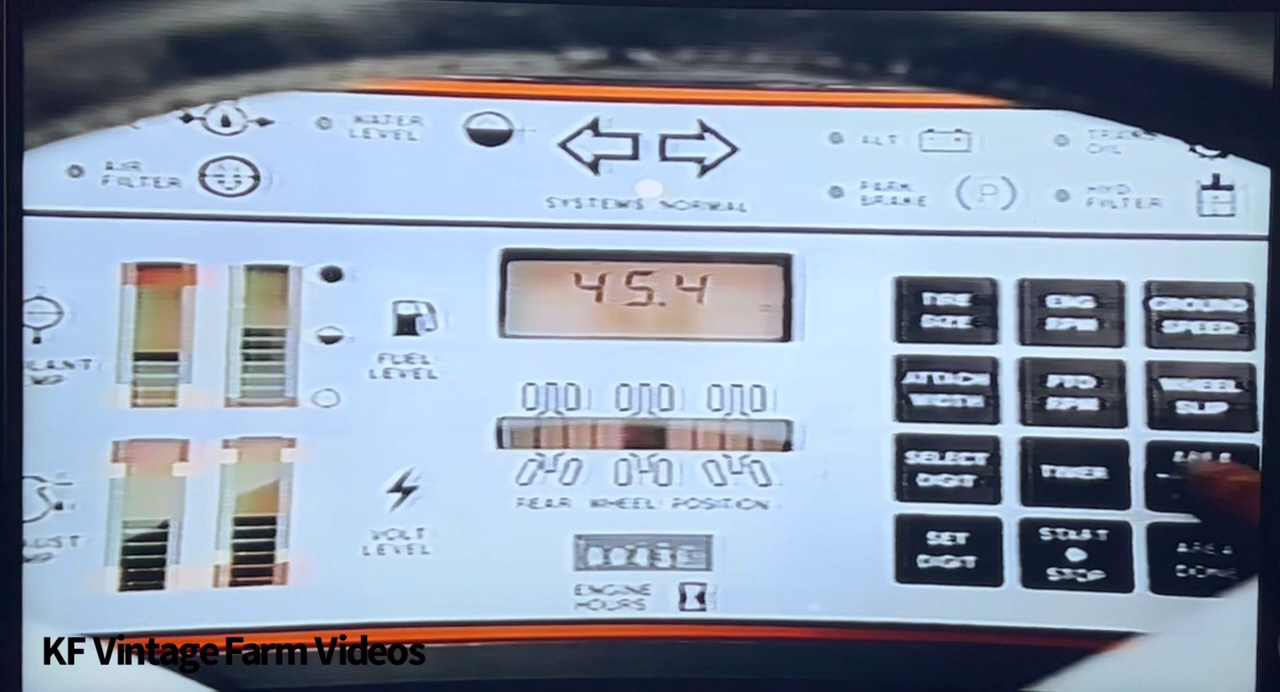 WATER
LEVEL
ALT
TRANS
OIL
AIR
FILTER
PARK
BRAKE
P
HYD
FILTER
SYSTEMS NORMAL
45.4
TIRE
SIZE
ENG
RPM
GROUND
SPEED
FUEL
LEVEL
ATTACH
WIDTH
PTO
RPM
WHEEL
SLIP
SELECT
DIGIT
TIMER
REAR WHEEL POSITION
VOLT
LEVEL
SET
DIGIT
START
STOP
AREA
DONE
ENGINE
HOURS
KF Vintage Farm Videos